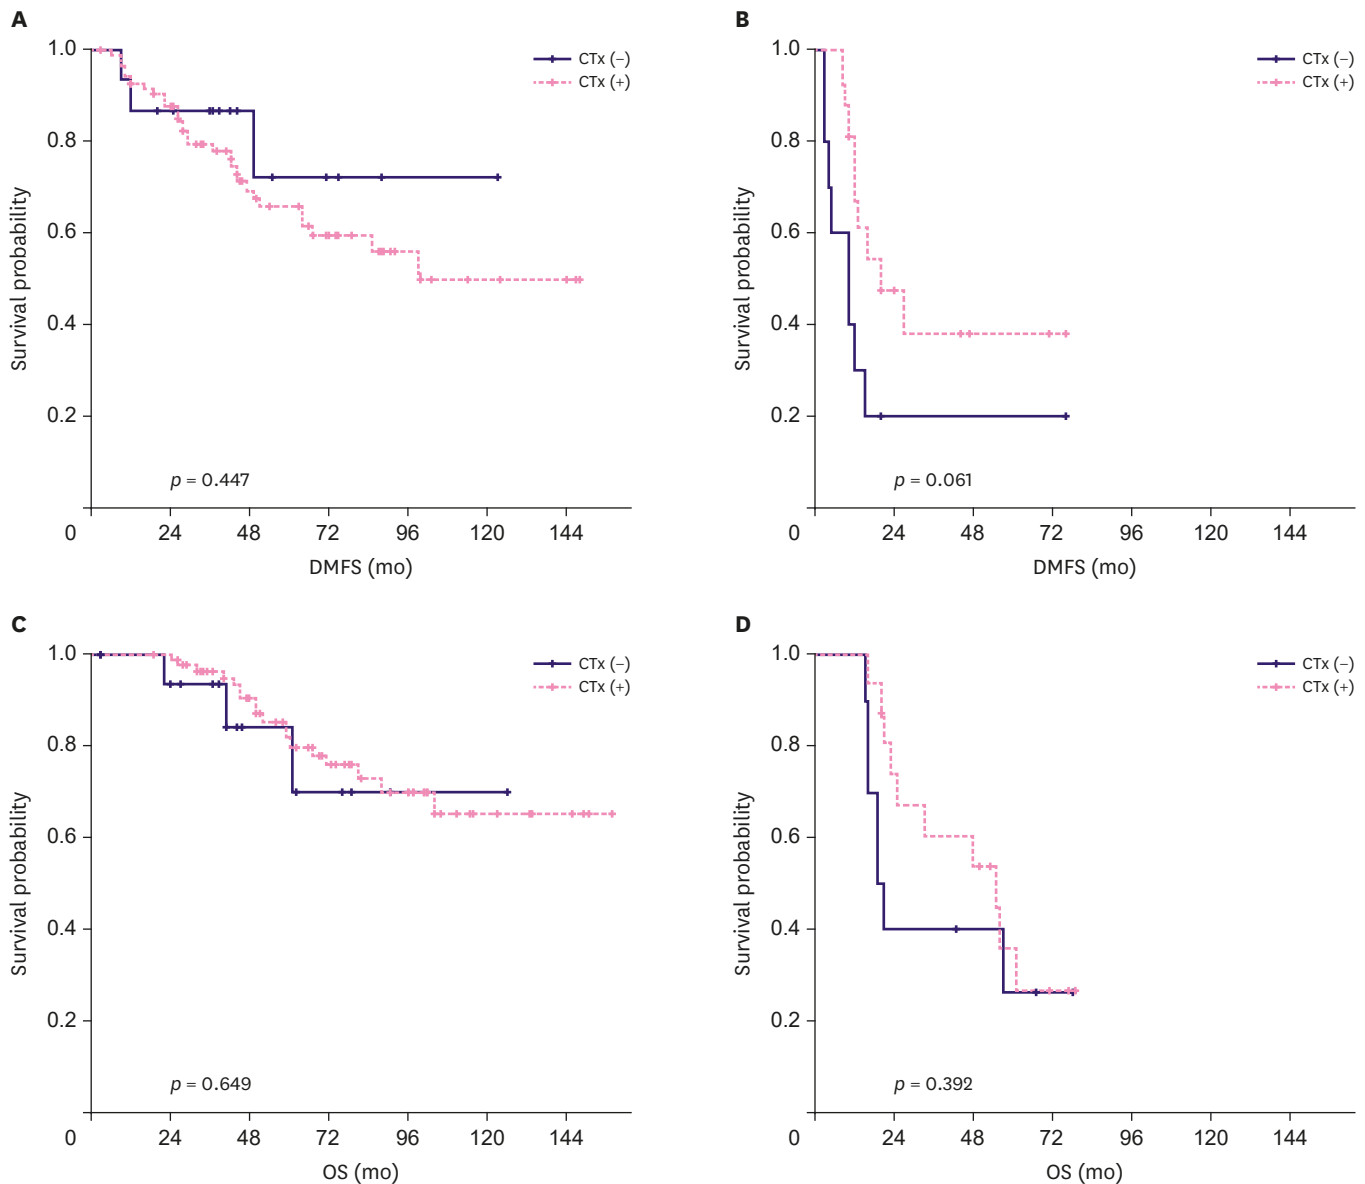 A
CTx (−)
CTx (+)
Survival probability
1.0
0.8
0.6
0.4
0.2
0
p = 0.447
24 48 72 96 120 144
DMFS (mo)
B
CTx (−)
CTx (+)
Survival probability
1.0
0.8
0.6
0.4
0.2
0
p = 0.061
24 48 72 96 120 144
DMFS (mo)
C
CTx (−)
CTx (+)
Survival probability
1.0
0.8
0.6
0.4
0.2
0
p = 0.649
24 48 72 96 120 144
OS (mo)
D
CTx (−)
CTx (+)
Survival probability
1.0
0.8
0.6
0.4
0.2
0
p = 0.392
24 48 72 96 120 144
OS (mo)